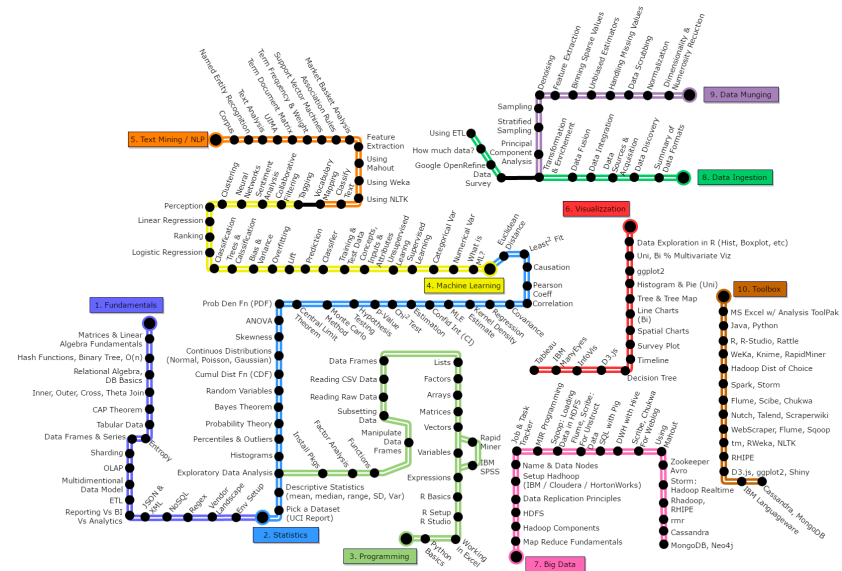 1. Fundamentals
Matrices & Linear
Algebra Fundamentals
Hash Functions, Binary Tree, O(n)
Relational Algebra,
DB Basics
Inner, Outer, Cross, Theta Join
CAP Theorem
Tabular Data
Data Frames & Series
Entropy
Sharding
OLAP
Multidimentional
Data Model
ETL
Reporting Vs BI
Vs Analytics
JSON &
XML
NoSQL
Regex
Vendor
Landscape
Env Setup
2. Statistics
Pick a Dataset
(UCI Report)
Descriptive Statistics
(mean, median, range, SD, Var)
Exploratory Data Analysis
Histograms
Percentiles & Outliers
Probability Theory
Bayes Theorem
Random Variables
Cumul Dist Fn (CDF)
Continuos Distributions
(Normal, Poisson, Gaussian)
Skewness
ANOVA
Prob Den Fn (PDF)
Central Limit
Theorem
Monte Carlo
Method
Hypothesis
Testing
p-Value
Chi² Test
Estimation
Confid Int (CI)
MLE
Kernel Density
Estimate
Regression
Covariance
Correlation
Pearson
Coeff
Causation
Least² Fit
Euclidean
Distance
3. Programming
Python
Basics
Working
in Excel
R Setup
R Studio
R Basics
Expressions
IBM
SPSS
Rapid
Miner
Variables
Vectors
Matrices
Arrays
Factors
Lists
Data Frames
Reading CSV Data
Reading Raw Data
Subsetting
Data
Manipulate
Data
Frames
Functions
Factor Analysis
Install Pkgs
4. Machine Learning
What is
ML?
Numerical Var
Categorical Var
Supervised
Learning
Unsupervised
Learing
Concepts,
Inputs &
Attributes
Training &
Test Data
Classifier
Prediction
Lift
Overfitting
Bias &
Variance
Trees &
Classification
Classification
Logistic Regression
Ranking
Linear Regression
Perception
Clustering
Neural
Networks
Sentiment
Analysis
Collaborative
Filtering
Tagging
5. Text Mining / NLP
Corpus
Named Entity
Recognition
Text Analysis
UIMA
Term Document Matrix
Term Frequency & Weight
Support Vector Machines
Association Rules
Market Basket Analysis
Feature
Extraction
Using
Mahout
Using Weka
Using NLTK
Classify
Text
Vocabulary
Mapping
6. Visualizzation
Data Exploration in R (Hist, Boxplot, etc)
Uni, Bi % Multivariate Viz
ggplot2
Histogram & Pie (Uni)
Tree & Tree Map
Line Charts
(Bi)
Spatial Charts
Survey Plot
Timeline
Decision Tree
D3.js
InfoVis
IBM
ManyEyes
Tableau
7. Big Data
Map Reduce Fundamentals
Hadoop Components
HDFS
Data Replication Principles
Setup Hadhoop
(IBM / Cloudera / HortonWorks)
Name & Data Nodes
Job & Task
Tracker
M/R Programming
Sqoop: Loading
Data in HDFS
Flume, Scribe:
For Unstruct
Data
SQL with Pig
DWH with Hive
Scribe, Chukwa
For Weblog
Using
Mahout
Zookeeper
Avro
Storm:
Hadoop Realtime
Rhadoop,
RHIPE
rmr
Cassandra
MongoDB, Neo4j
8. Data Ingestion
Summary of
Data Formats
Data Discovery
Data
Sources &
Acquisition
Data Integration
Data Fusion
Transformation
& Enrichement
Data
Survey
Google OpenRefine
How much data?
Using ETL
9. Data Munging
Dimensionality &
Numerosity Recuction
Normalization
Data Scrubbing
Handling Missing Values
Unbiased Estimators
Binning Sparse Values
Feature Extraction
Denoising
Sampling
Stratified
Sampling
Principal
Component
Analysis
10. Toolbox
MS Excel w/ Analysis ToolPak
Java, Python
R, R-Studio, Rattle
WeKa, Knime, RapidMiner
Hadoop Dist of Choice
Spark, Storm
Flume, Scibe, Chukwa
Nutch, Talend, Scraperwiki
WebScraper, Flume, Sqoop
tm, RWeka, NLTK
RHIPE
D3.js, ggplot2, Shiny
IBM Languageware
Cassandra, MongoDB